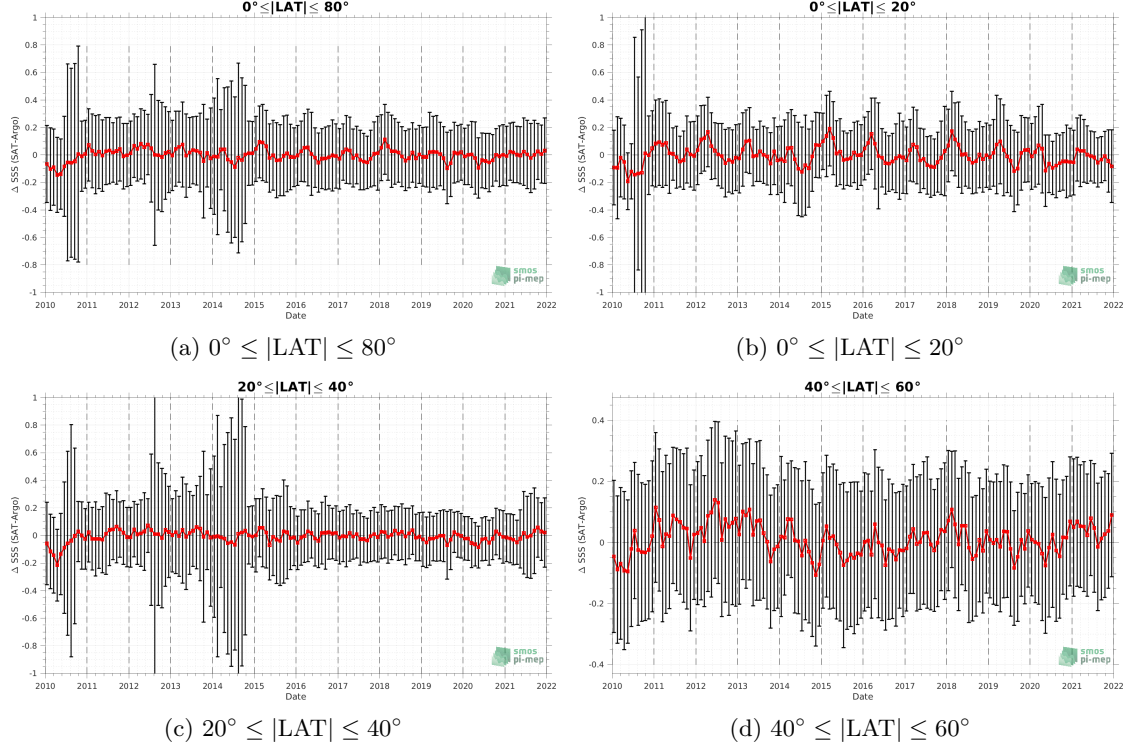 0°≤|LAT|≤ 80°
1
0.8
0.6
0.4
0.2
0
-0.2
-0.4
-0.6
-0.8
-1
Δ SSS (SAT-Argo)
2010 2011 2012 2013 2014 2015 2016 2017 2018 2019 2020 2021 2022
Date
smos
pi-mep
(a) 0° ≤ |LAT| ≤ 80°
0°≤|LAT|≤ 20°
1
0.8
0.6
0.4
0.2
0
-0.2
-0.4
-0.6
-0.8
-1
Δ SSS (SAT-Argo)
2010 2011 2012 2013 2014 2015 2016 2017 2018 2019 2020 2021 2022
Date
smos
pi-mep
(b) 0° ≤ |LAT| ≤ 20°
20°≤|LAT|≤ 40°
1
0.8
0.6
0.4
0.2
0
-0.2
-0.4
-0.6
-0.8
-1
Δ SSS (SAT-Argo)
2010 2011 2012 2013 2014 2015 2016 2017 2018 2019 2020 2021 2022
Date
smos
pi-mep
(c) 20° ≤ |LAT| ≤ 40°
40°≤|LAT|≤ 60°
0.4
0.2
0
-0.2
-0.4
Δ SSS (SAT-Argo)
2010 2011 2012 2013 2014 2015 2016 2017 2018 2019 2020 2021 2022
Date
smos
pi-mep
(d) 40° ≤ |LAT| ≤ 60°